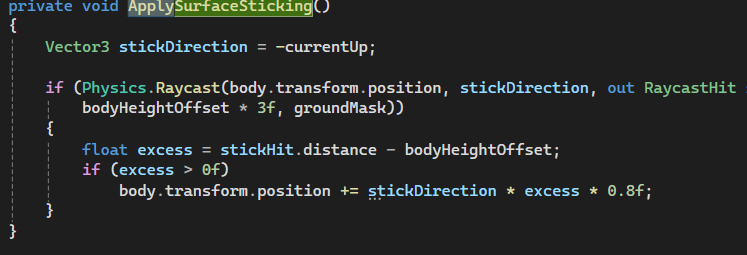 private void ApplySurfaceSticking()
{
    Vector3 stickDirection = -currentUp;
    if (Physics.Raycast(body.transform.position, stickDirection, out RaycastHit
        bodyHeightOffset * 3f, groundMask))
    {
        float excess = stickHit.distance - bodyHeightOffset;
        if (excess > 0f)
            body.transform.position += stickDirection * excess * 0.8f;
    }
}